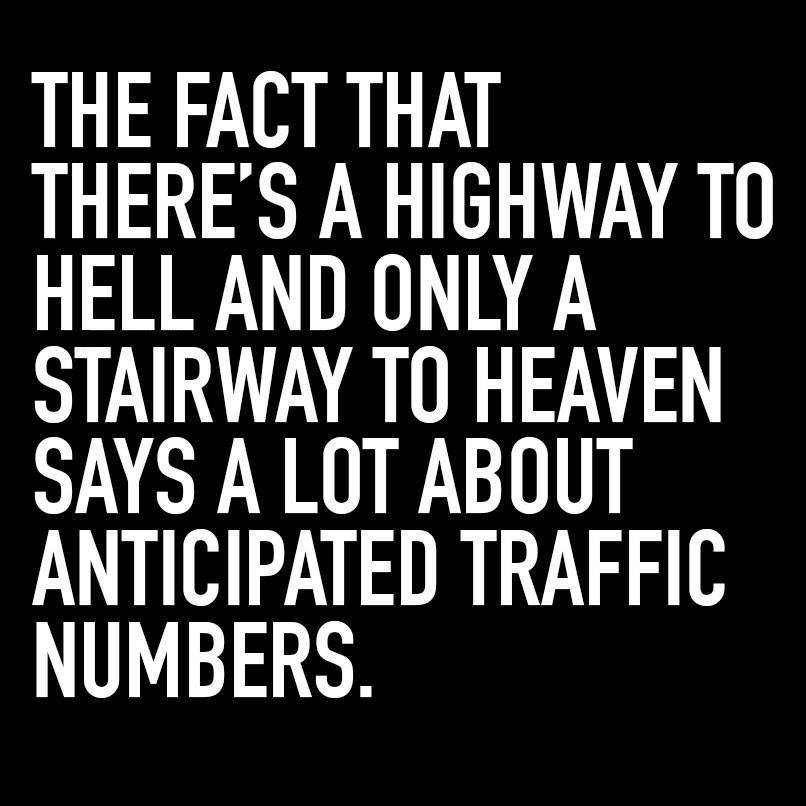 THE FACT THAT
THERE'S A HIGHWAY TO
HELL AND ONLY A
STAIRWAY TO HEAVEN
SAYS A LOT ABOUT
ANTICIPATED TRAFFIC
NUMBERS.